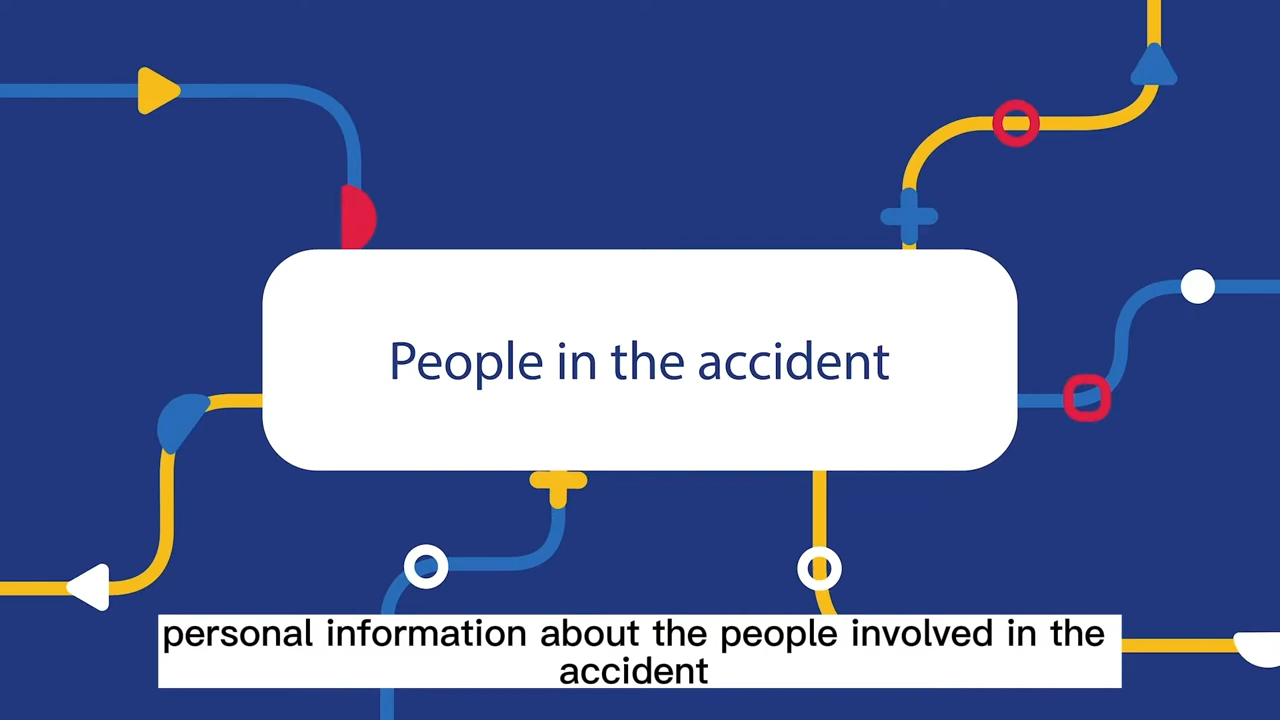 People in the accident
personal information about the people involved in the
accident